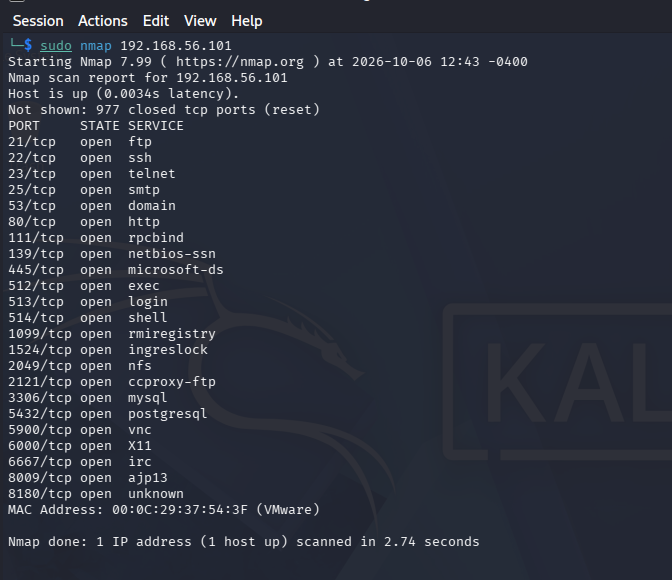 Session Actions Edit View Help
└─$ sudo nmap 192.168.56.101
Starting Nmap 7.99 ( https://nmap.org ) at 2026-10-06 12:43 -0400
Nmap scan report for 192.168.56.101
Host is up (0.0034s latency).
Not shown: 977 closed tcp ports (reset)
PORT     STATE SERVICE
21/tcp   open  ftp
22/tcp   open  ssh
23/tcp   open  telnet
25/tcp   open  smtp
53/tcp   open  domain
80/tcp   open  http
111/tcp  open  rpcbind
139/tcp  open  netbios-ssn
445/tcp  open  microsoft-ds
512/tcp  open  exec
513/tcp  open  login
514/tcp  open  shell
1099/tcp open  rmiregistry
1524/tcp open  ingreslock
2049/tcp open  nfs
2121/tcp open  ccproxy-ftp
3306/tcp open  mysql
5432/tcp open  postgresql
5900/tcp open  vnc
6000/tcp open  X11
6667/tcp open  irc
8009/tcp open  ajp13
8180/tcp open  unknown
MAC Address: 00:0C:29:37:54:3F (VMware)
Nmap done: 1 IP address (1 host up) scanned in 2.74 seconds
KAL